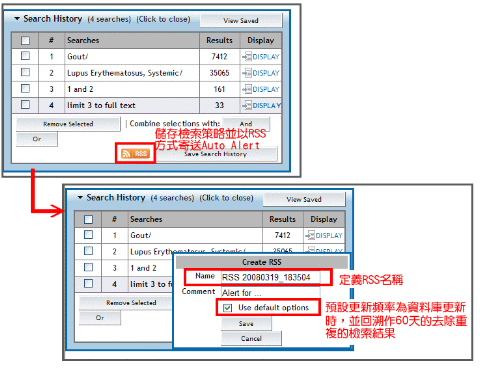 ▼ Search History (4 searches) (Click to close) View Saved
# Searches Results Display
1 Gout/ 7412 DISPLAY
2 Lupus Erythematosus, Systemic/ 35065 DISPLAY
3 1 and 2 161 DISPLAY
4 limit 3 to full text 33 DISPLAY
Remove Selected | Combine selections with: And
Or
RSS Save Search History
儲存檢索策略並以RSS
方式寄送Auto Alert
▼ Search History (4 searches) (Click to close) View Saved
# Searches Results Display
1 Gout/ 7412 DISPLAY
2 Lupus Erythematosus, Systemic/ 35065 DISPLAY
3 1 and 2
4 limit 3 to fu
Remove Selected
Or
Create RSS
Name RSS 20080319_183504
Comment Alert for ...
Use default options
Save
Cancel
定義RSS名稱
預設更新頻率為資料庫更新
時，並回溯作60天的去除重
複的檢索結果